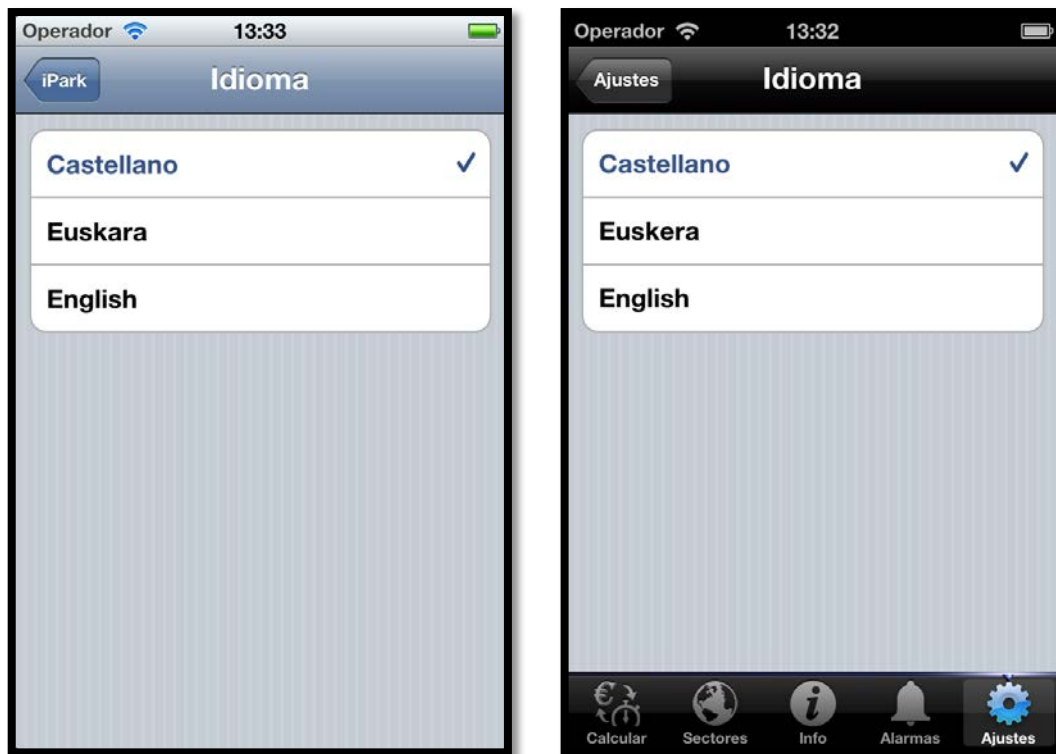 Operador 13:33
iPark Idioma
Castellano
Euskara
English
Operador 13:32
Ajustes Idioma
Castellano
Euskera
English
Calcular Sectores Info Alarmas Ajustes